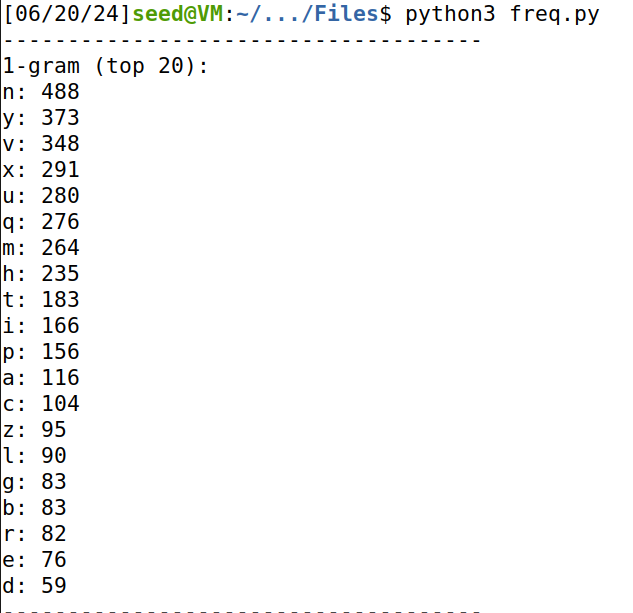 [06/20/24]seed@VM:~/.../Files$ python3 freq.py
-------------------------------------
1-gram (top 20):
n: 488
y: 373
v: 348
x: 291
u: 280
q: 276
m: 264
h: 235
t: 183
i: 166
p: 156
a: 116
c: 104
z: 95
l: 90
g: 83
b: 83
r: 82
e: 76
d: 59
-------------------------------------